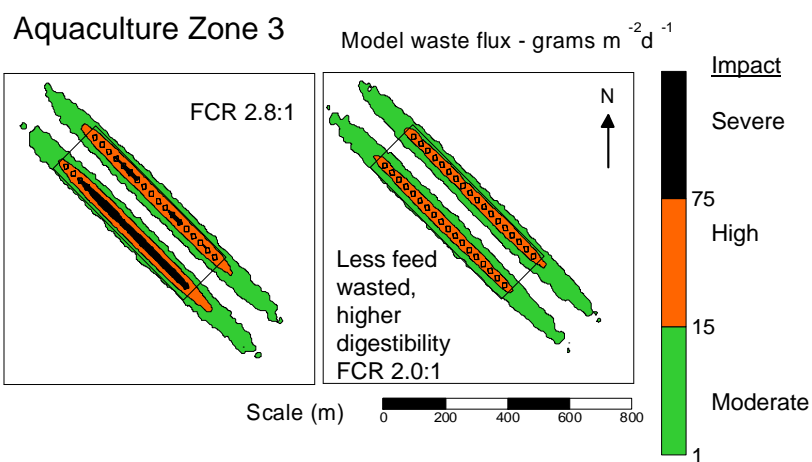 Aquaculture Zone 3
Model waste flux - grams m -2 d -1
Impact
FCR 2.8:1
N
Severe
75
High
Less feed
wasted,
higher
digestibility
FCR 2.0:1
15
Moderate
1
Scale (m)
0 200 400 600 800